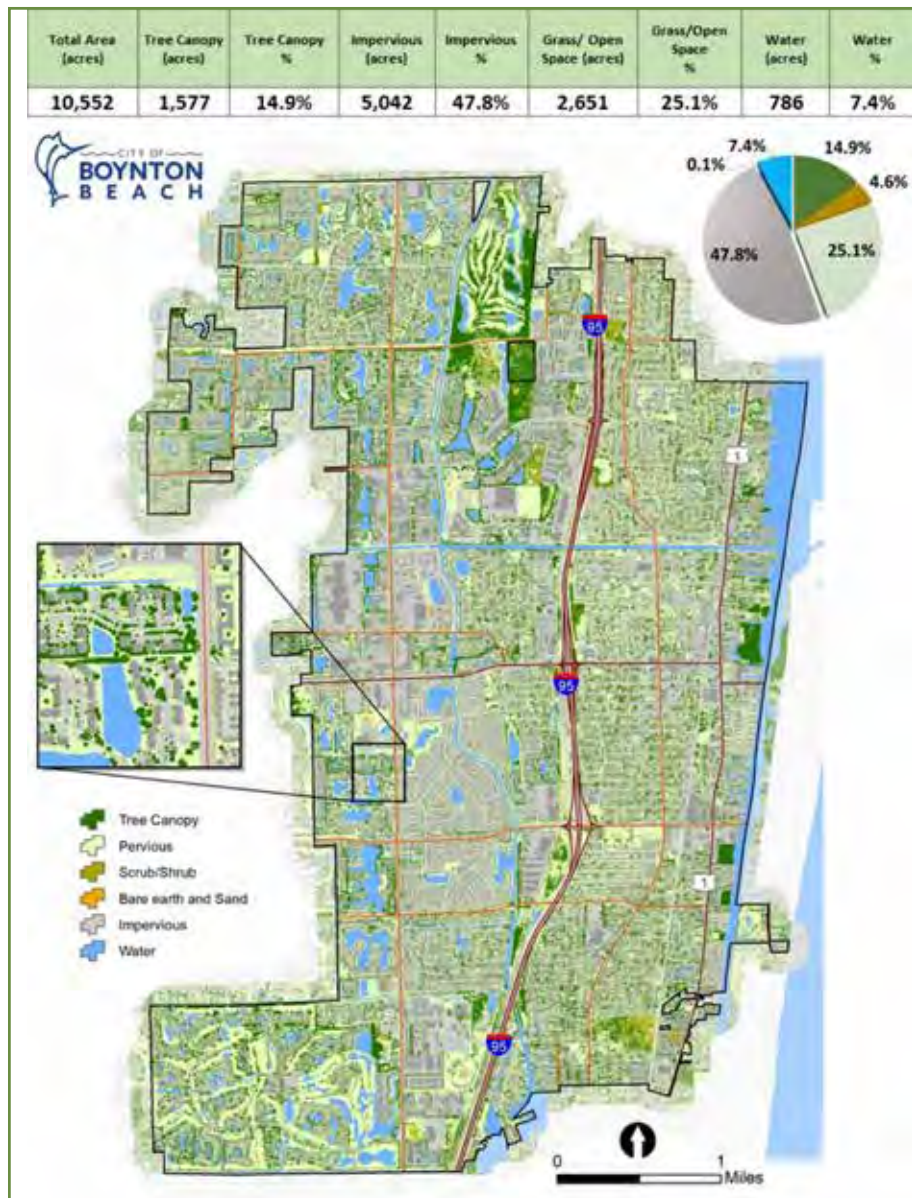 Total Area (acres) Tree Canopy (acres) Tree Canopy % Impervious (acres) Impervious % Grass/ Open Space (acres) Grass/Open Space % Water (acres) Water %
10,552 1,577 14.9% 5,042 47.8% 2,651 25.1% 786 7.4%
CITY OF
BOYNTON
BEACH
7.4%
14.9%
0.1%
4.6%
47.8%
25.1%
95
1
95
1
95
Tree Canopy
Pervious
Scrub/Shrub
Bare earth and Sand
Impervious
Water
0 1
Miles